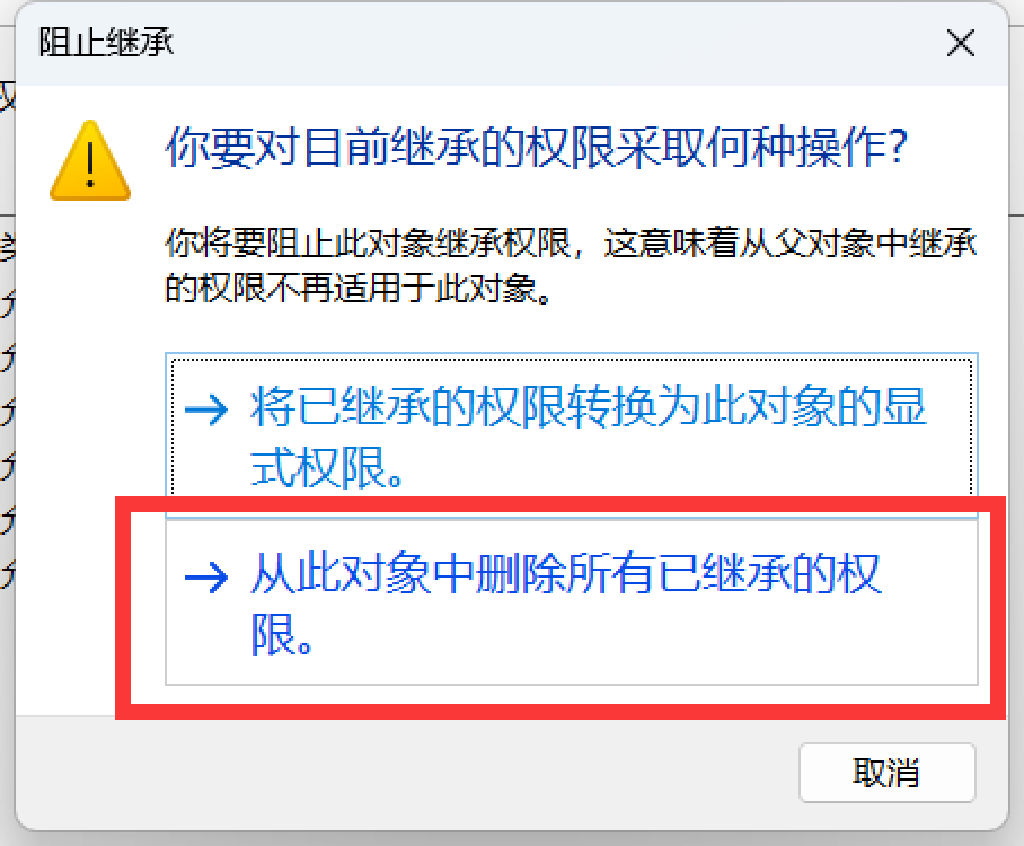 阻止继承
你要对目前继承的权限采取何种操作?
你将要阻止此对象继承权限，这意味着从父对象中继承
的权限不再适用于此对象。
将已继承的权限转换为此对象的显
式权限。
从此对象中删除所有已继承的权
限。
取消